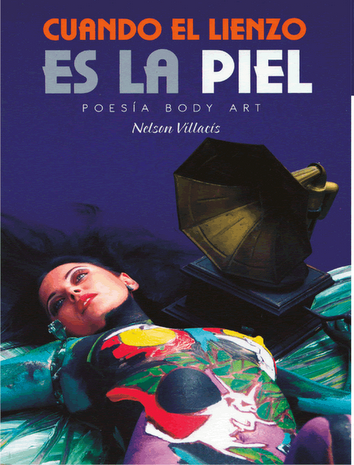 CUANDO EL LIENZO
ES LA PIEL
POESÍA BODY ART
Nelson Villacís